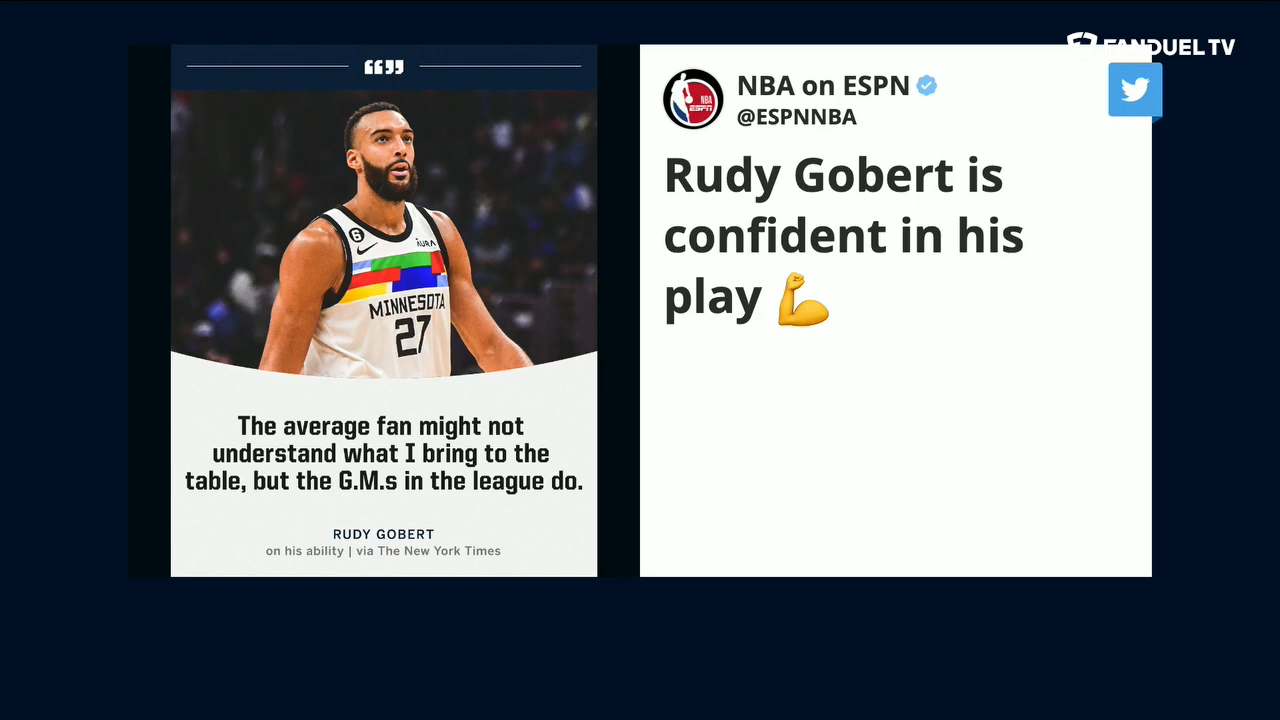 FANDUEL TV
NBA on ESPN
@ESPNNBA
Rudy Gobert is
confident in his
play 💪
NBA
ESPN
6
AURA
MINNESOTA
27
The average fan might not
understand what I bring to the
table, but the G.M.s in the league do.
RUDY GOBERT
on his ability | via The New York Times